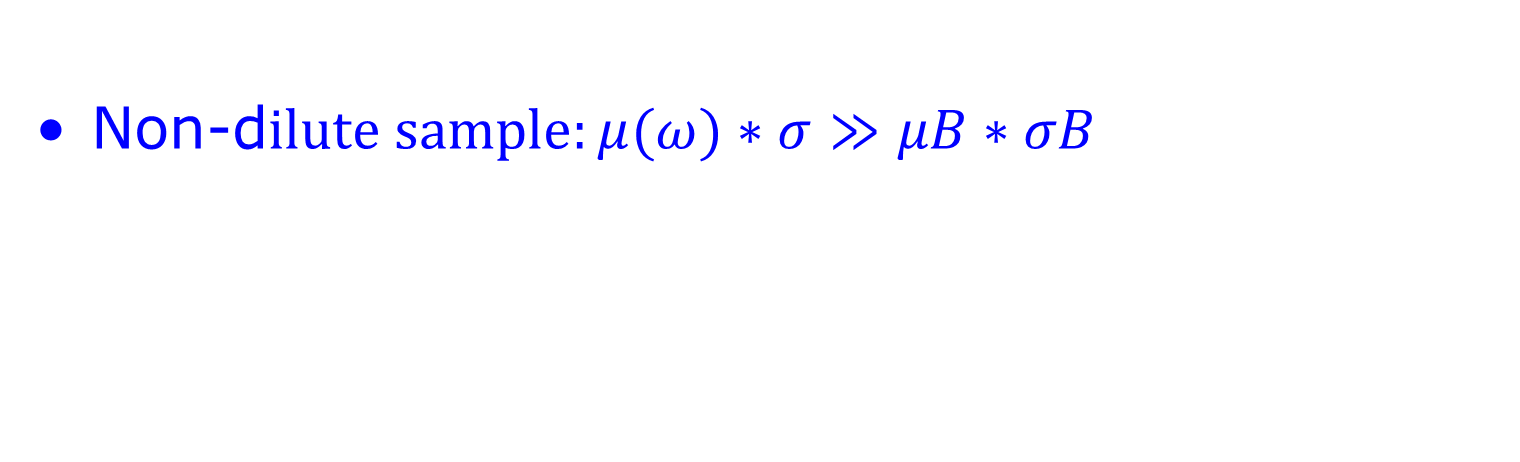 • Non-dilute sample: μ(ω) ∗ σ ≫ μB ∗ σB